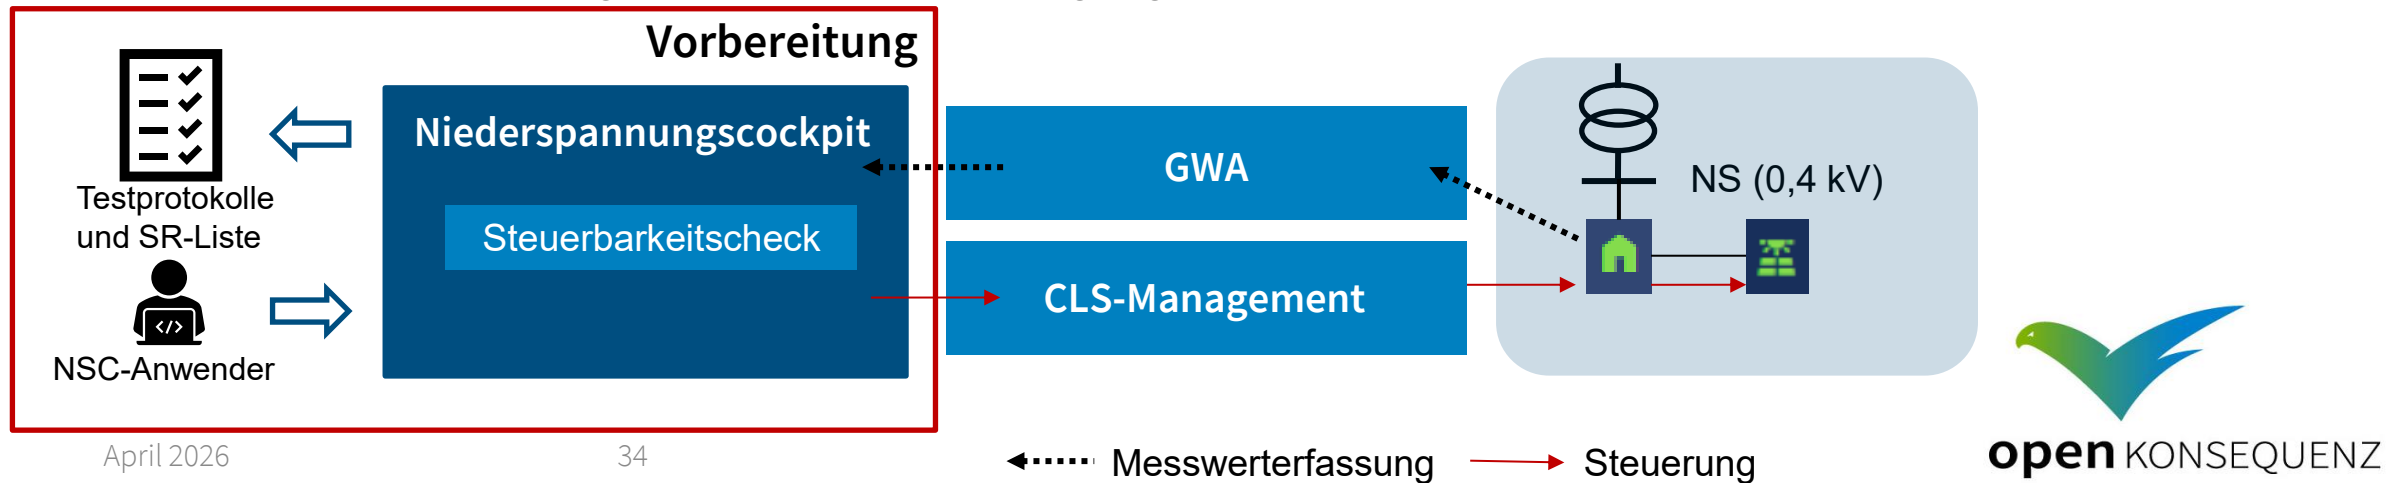 Vorbereitung
Niederspannungscockpit
Steuerbarkeitscheck
Testprotokolle
und SR-Liste
</>
NSC-Anwender
GWA
CLS-Management
NS (0,4 kV)
April 2026
34
Messwerterfassung
Steuerung
open KONSEQUENZ